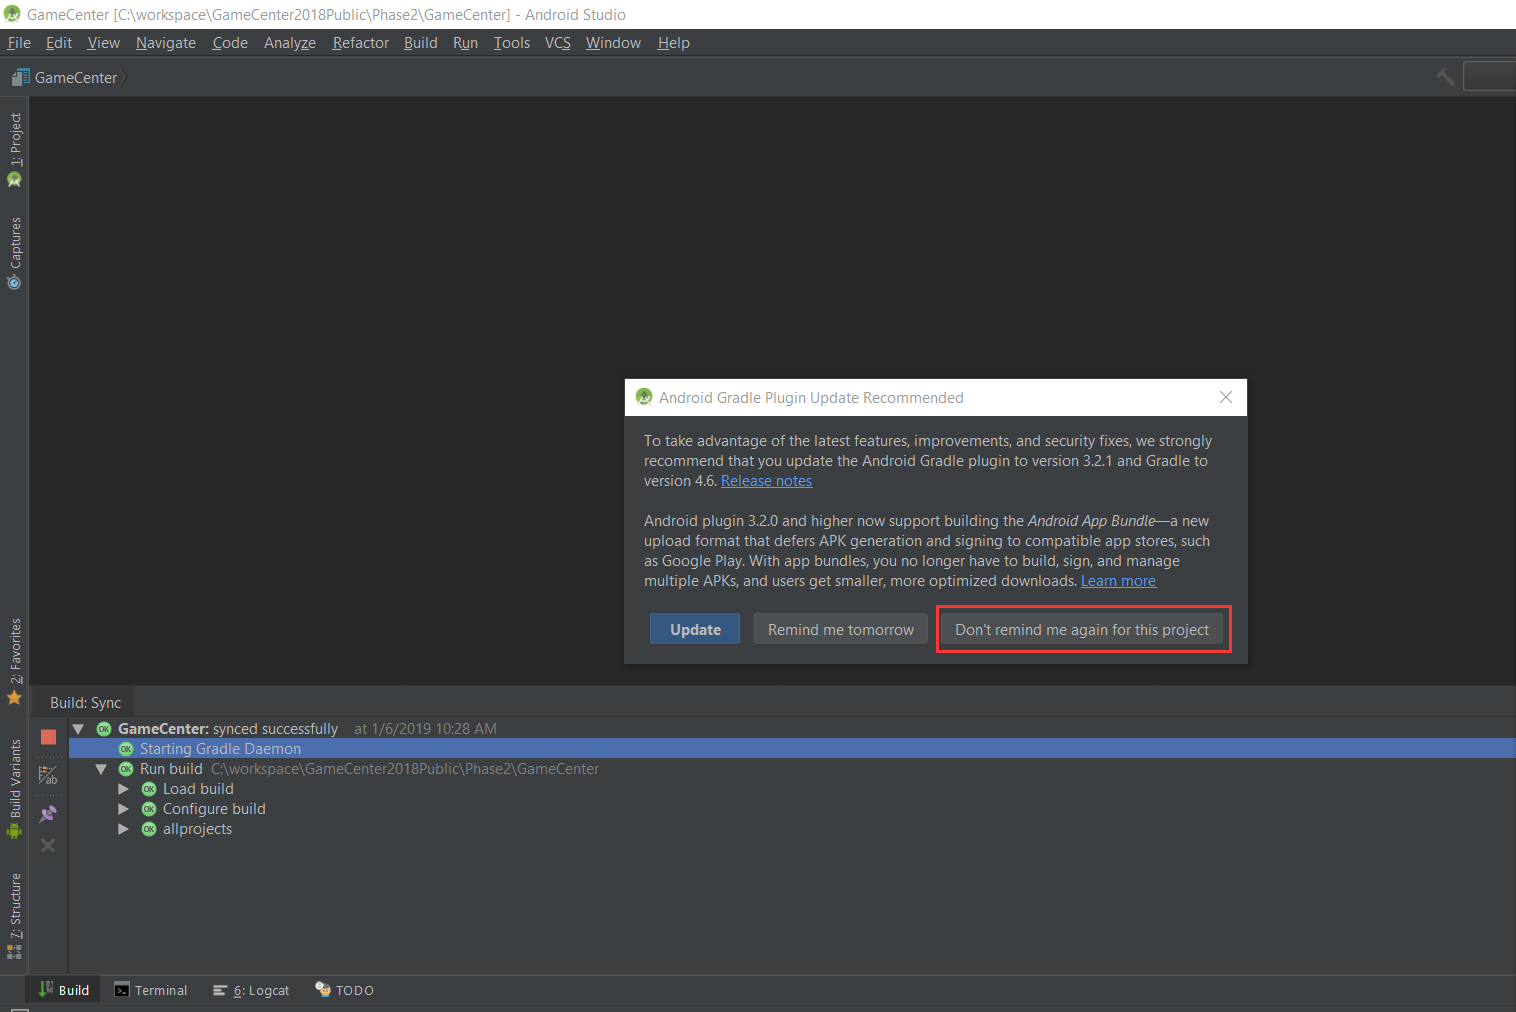 GameCenter [C:\workspace\GameCenter2018Public\Phase2\GameCenter] - Android Studio
File Edit View Navigate Code Analyze Refactor Build Run Tools VCS Window Help
GameCenter
1: Project
Captures
2: Favorites
Build Variants
7: Structure
Android Gradle Plugin Update Recommended
To take advantage of the latest features, improvements, and security fixes, we strongly
recommend that you update the Android Gradle plugin to version 3.2.1 and Gradle to
version 4.6. Release notes
Android plugin 3.2.0 and higher now support building the Android App Bundle—a new
upload format that defers APK generation and signing to compatible app stores, such
as Google Play. With app bundles, you no longer have to build, sign, and manage
multiple APKs, and users get smaller, more optimized downloads. Learn more
Update Remind me tomorrow Don't remind me again for this project
Build: Sync
OK GameCenter: synced successfully at 1/6/2019 10:28 AM
OK Starting Gradle Daemon
OK Run build C:\workspace\GameCenter2018Public\Phase2\GameCenter
OK Load build
OK Configure build
OK allprojects
Build Terminal 6: Logcat TODO